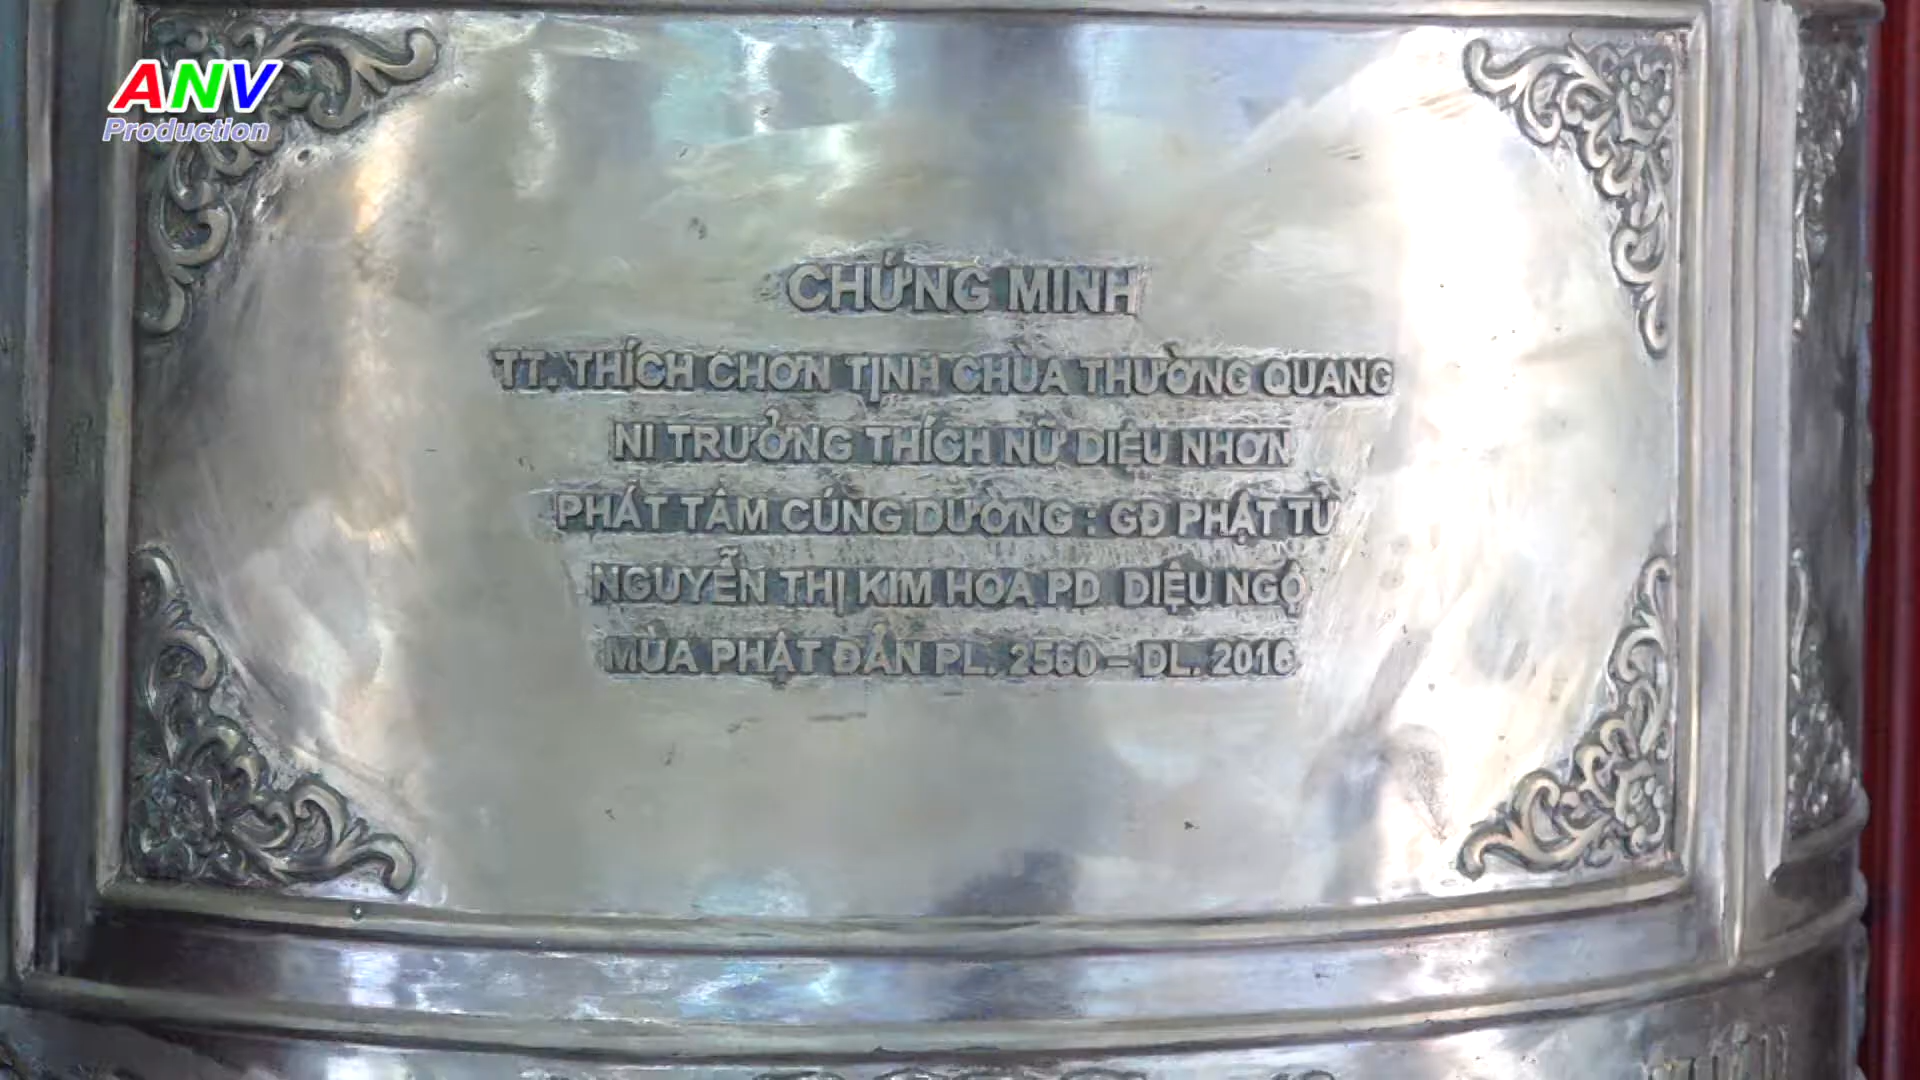 ANV
Production
CHỨNG MINH
TT. THÍCH CHƠN TỊNH CHÙA THƯỜNG QUANG
NI TRƯỞNG THÍCH NỮ DIỆU NHƠN
PHÁT TÂM CÚNG DƯỜNG : GĐ PHẬT TỬ
NGUYỄN THỊ KIM HOA PD DIỆU NGỘ
MÙA PHẬT ĐẢN PL. 2560 – DL. 2016